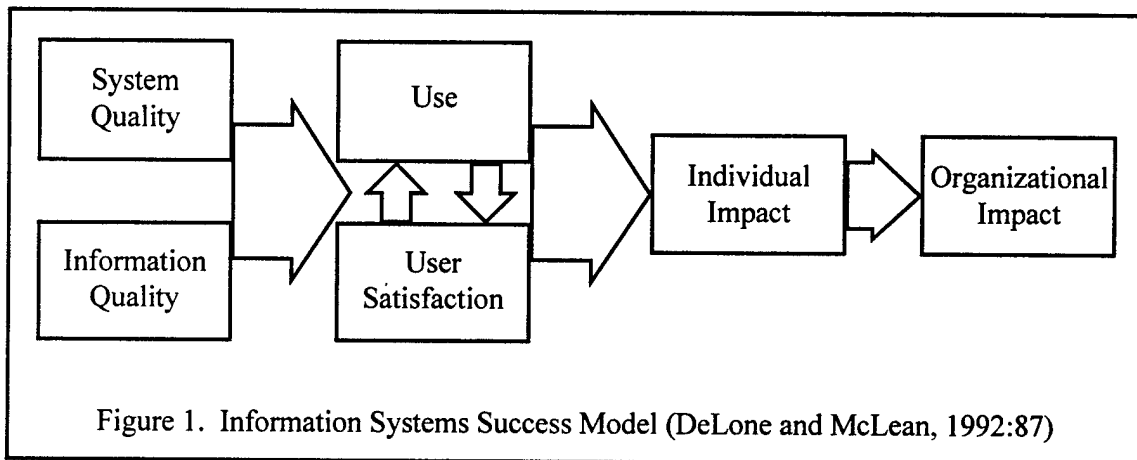 System
Quality
Information
Quality
Use
User
Satisfaction
Individual
Impact
Organizational
Impact
Figure 1. Information Systems Success Model (DeLone and McLean, 1992:87)